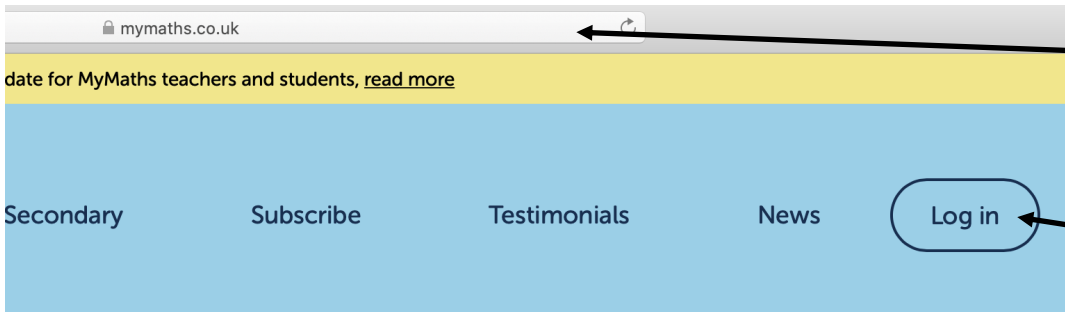 mymaths.co.uk
date for MyMaths teachers and students, read more
Secondary Subscribe Testimonials News Log in